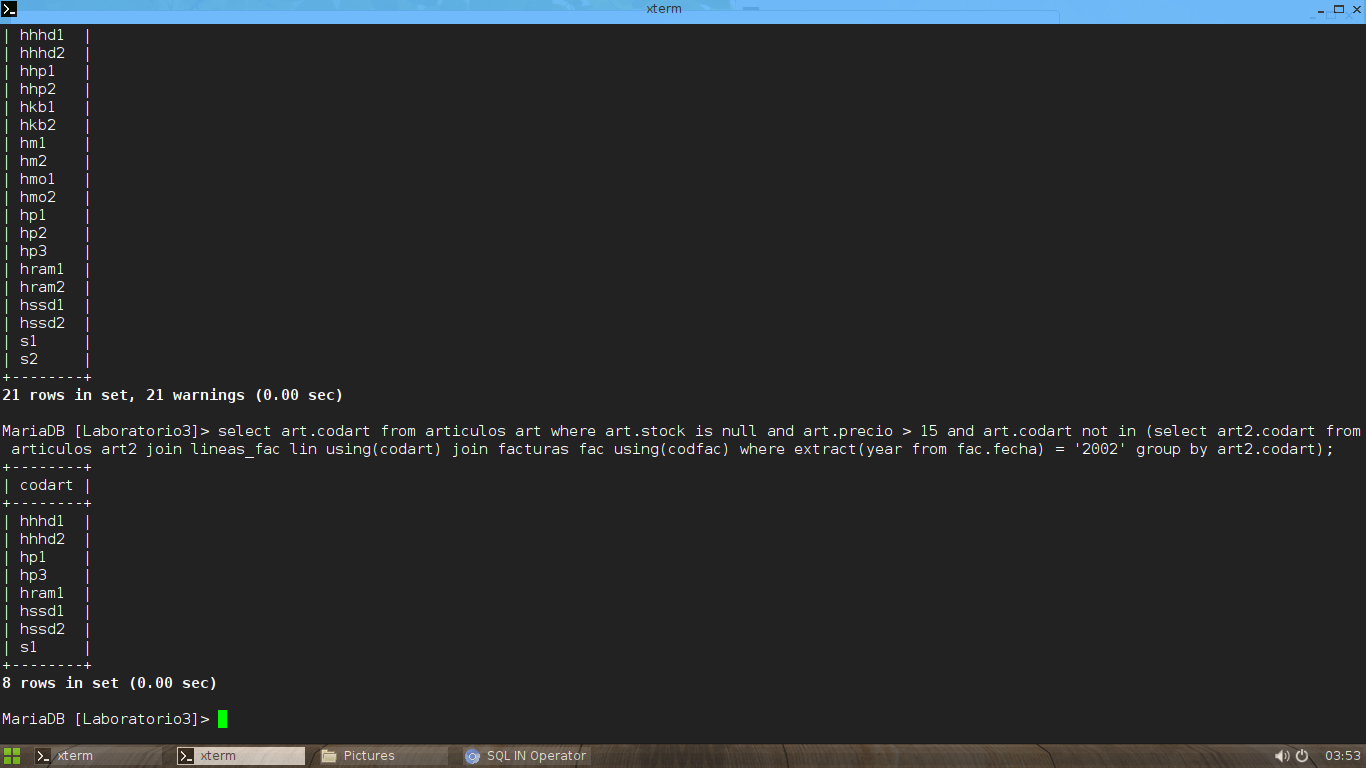 xterm
| hhhd1  |
| hhhd2  |
| hhp1   |
| hhp2   |
| hkb1   |
| hkb2   |
| hm1    |
| hm2    |
| hmo1   |
| hmo2   |
| hp1    |
| hp2    |
| hp3    |
| hram1  |
| hram2  |
| hssd1  |
| hssd2  |
| s1     |
| s2     |
+--------+
21 rows in set, 21 warnings (0.00 sec)
MariaDB [Laboratorio3]> select art.codart from articulos art where art.stock is null and art.precio > 15 and art.codart not in (select art2.codart from
 articulos art2 join lineas_fac lin using(codart) join facturas fac using(codfac) where extract(year from fac.fecha) = '2002' group by art2.codart);
+--------+
| codart |
+--------+
| hhhd1  |
| hhhd2  |
| hp1    |
| hp3    |
| hram1  |
| hssd1  |
| hssd2  |
| s1     |
+--------+
8 rows in set (0.00 sec)
MariaDB [Laboratorio3]>
xterm xterm Pictures SQL IN Operator 03:53